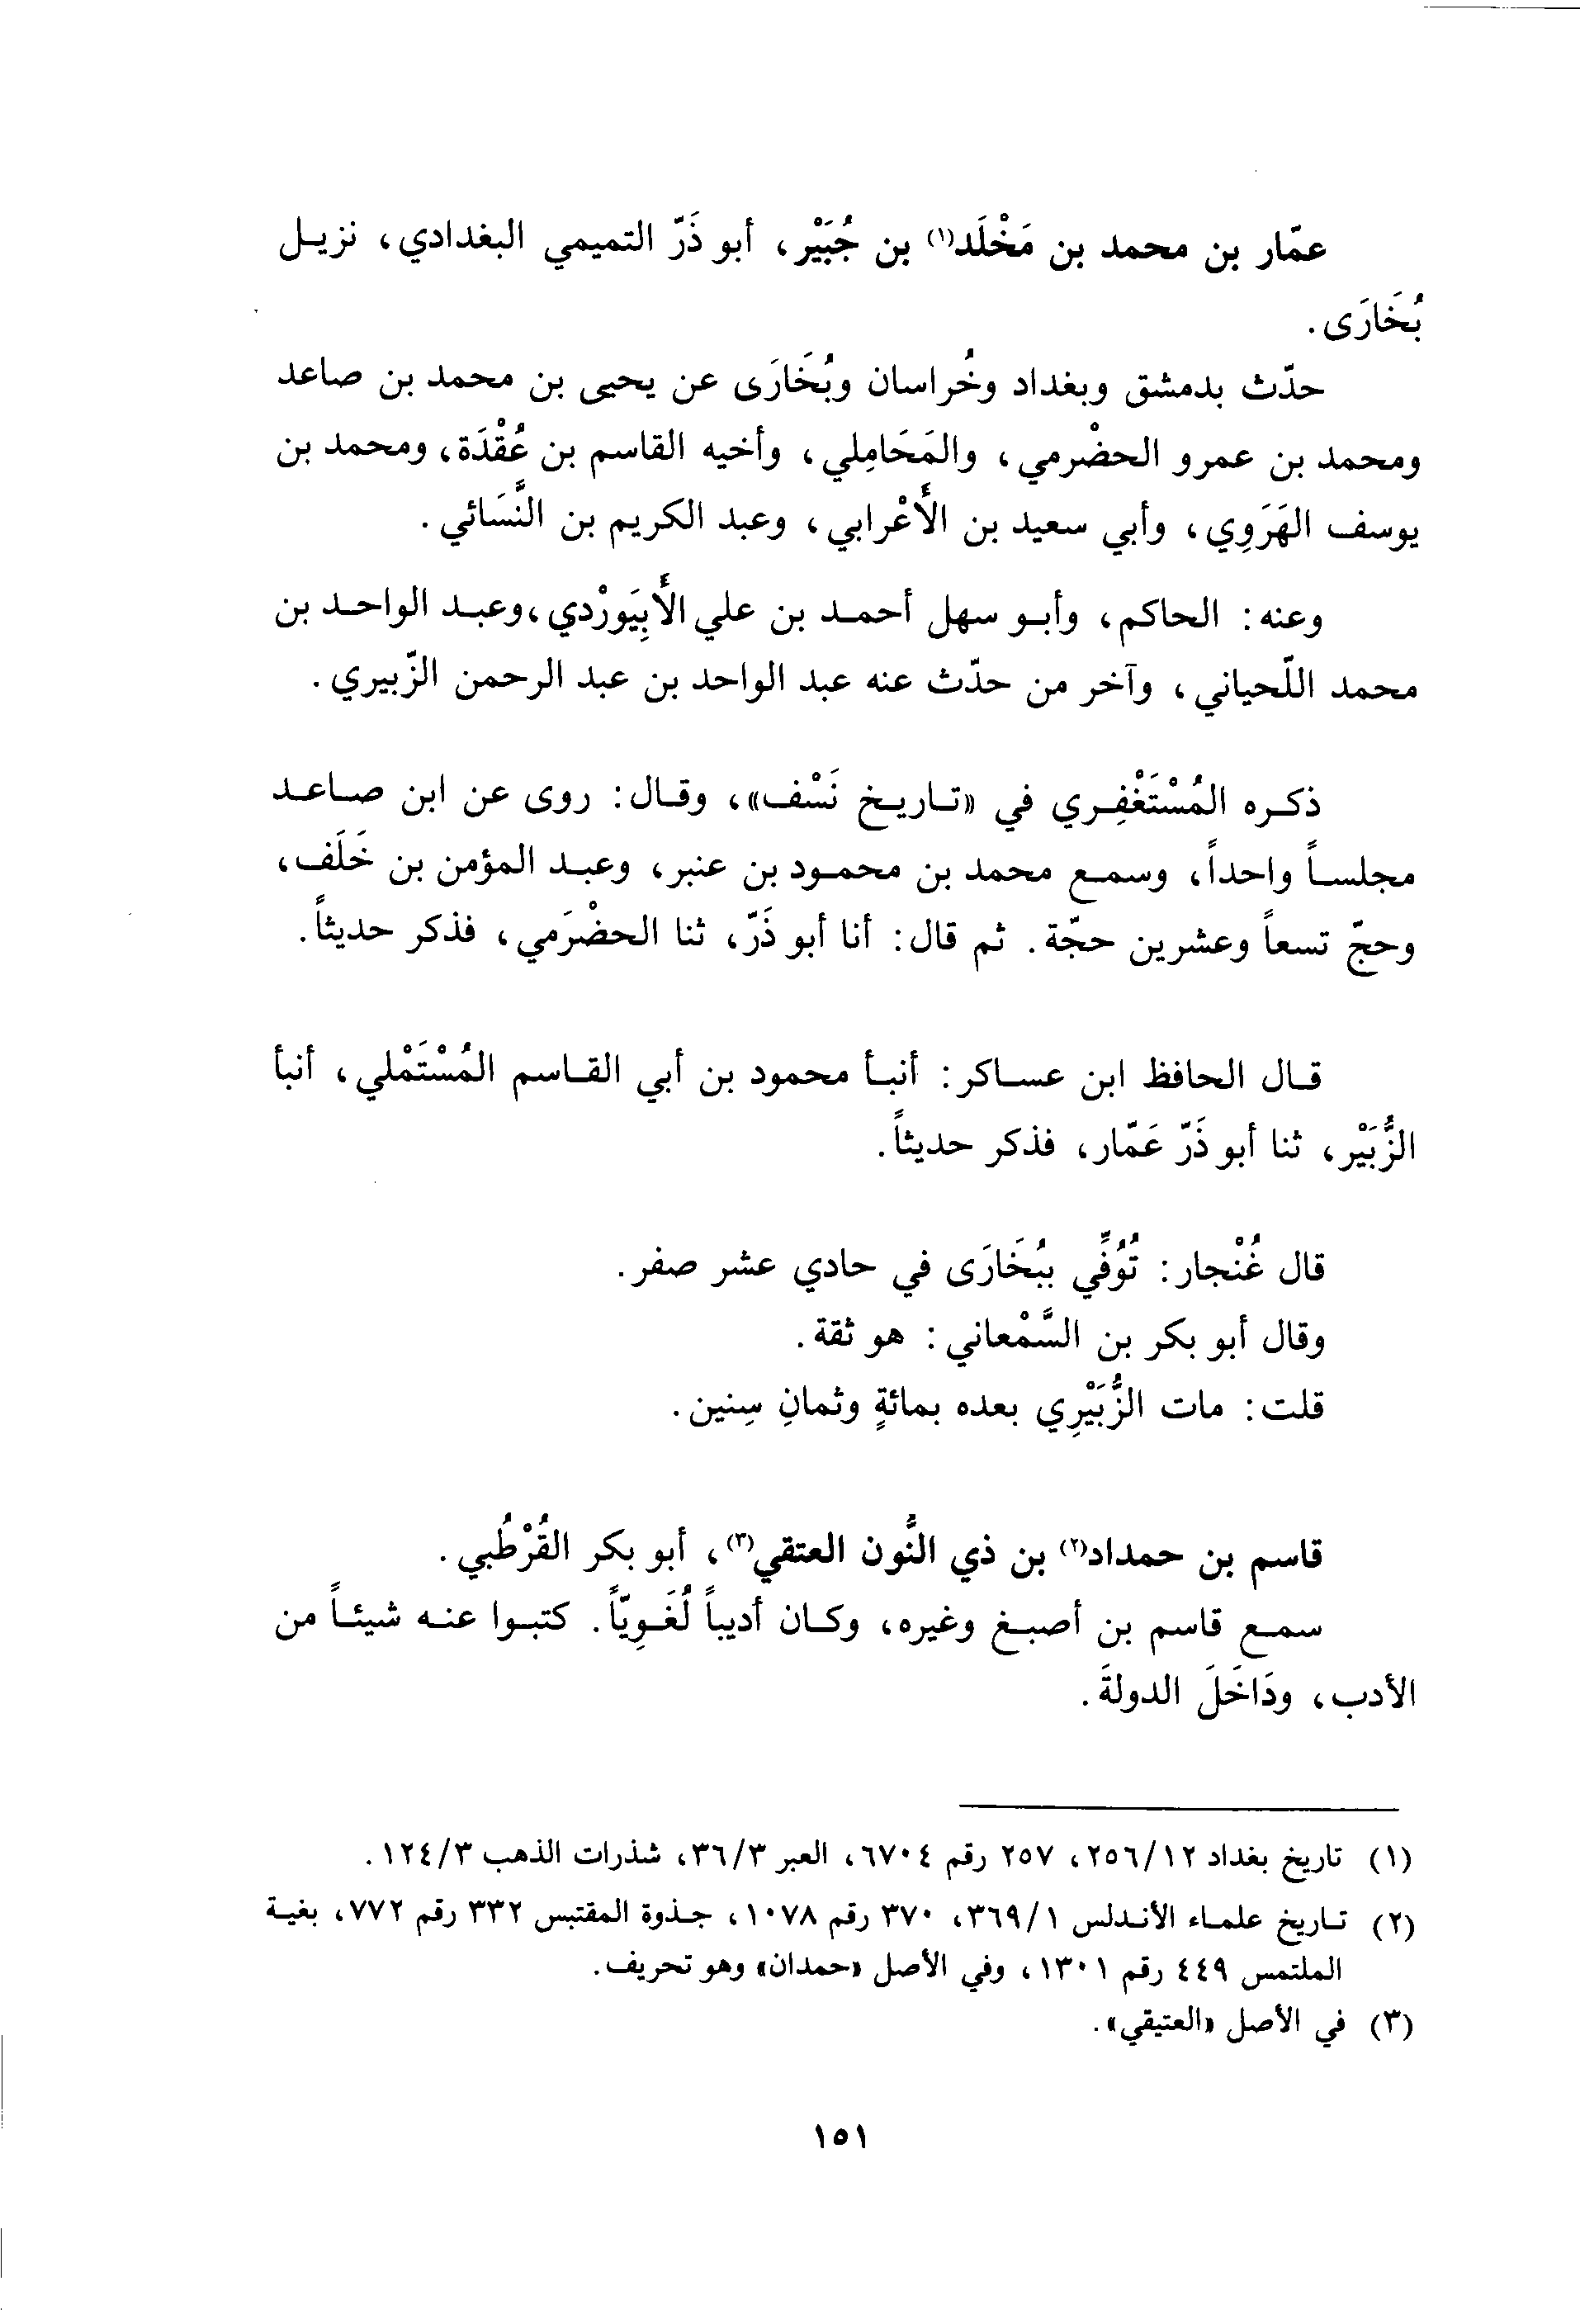 عمّار بن محمد بن مَخْلَد(١) بن جُبَيْر، أبو ذَرّ التميمي البغدادي، نزيل
بُخَارَى.
حدّث بدمشق وبغداد وخُراسان وبُخَارَى عن يحيى بن محمد بن صاعد
ومحمد بن عمرو الحضْرمي، والمَحَامِلي، وأخيه القاسم بن عُقْدَة، ومحمد بن
يوسف الهَرَوِي، وأبي سعيد بن الأَعْرابي، وعبد الكريم بن النَّسَائي.
وعنه: الحاكم، وأبو سهل أحمد بن علي الأَبِيَورْدي، وعبد الواحد بن
محمد اللّحياني، وآخر من حدّث عنه عبد الواحد بن عبد الرحمن الزّبيري.
ذكره المُسْتَغْفِري في «تاريخ نَسْف»، وقال: روى عن ابن صاعد
مجلساً واحداً، وسمع محمد بن محمود بن عنبر، وعبد المؤمن بن خَلَف،
وحجّ تسعاً وعشرين حجّة. ثم قال: أنا أبو ذَرّ، ثنا الحضْرَمي، فذكر حديثاً.
قال الحافظ ابن عساكر: أنبأ محمود بن أبي القاسم المُسْتَمْلي، أنبأ
الزُّبَيْر، ثنا أبو ذَرّ عَمّار، فذكر حديثاً.
قال غُنْجار: تُوُفِّي ببُخَارَى في حادي عشر صفر.
وقال أبو بكر بن السَّمْعاني: هو ثقة.
قلت: مات الزُّبَيْرِي بعده بمائةٍ وثمانِ سِنين.
قاسم بن حمداد(٢) بن ذي النُّون العتقي(٣)، أبو بكر القُرْطُبي.
سمع قاسم بن أصبغ وغيره، وكان أديباً لُغَوِيّاً. كتبوا عنه شيئاً من
الأدب، ودَاخَلَ الدولةَ.
(١) تاريخ بغداد ٢٥٦/١٢، ٢٥٧ رقم ٦٧٠٤، العبر ٣٦/٣، شذرات الذهب ١٢٤/٣.
(٢) تاريخ علماء الأندلس ٣٦٩/١، ٣٧٠ رقم ١٠٧٨، جذوة المقتبس ٣٣٢ رقم ٧٧٢، بغية
الملتمس ٤٤٩ رقم ١٣٠١، وفي الأصل «حمدان» وهو تحريف.
(٣) في الأصل «العتيقي».
١٥١